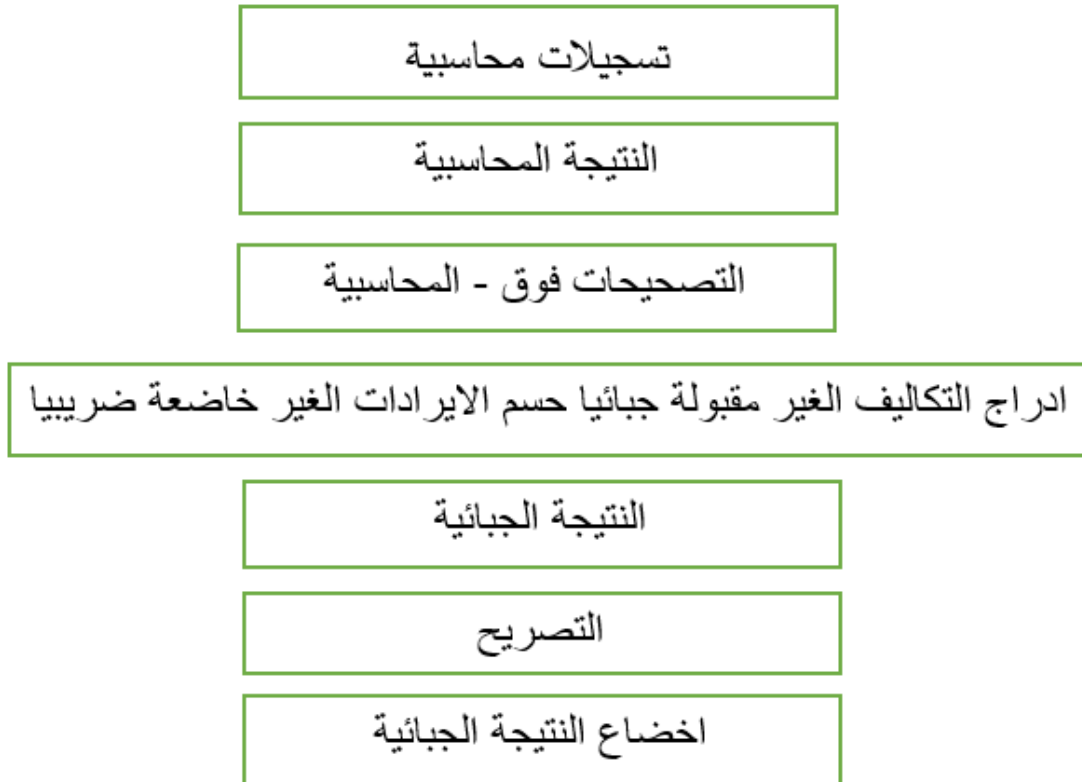 تسجيلات محاسبية
النتيجة المحاسبية
التصحيحات فوق - المحاسبية
ادراج التكاليف الغير مقبولة جبائيا حسم الايرادات الغير خاضعة ضريبيا
النتيجة الجبائية
التصريح
اخضاع النتيجة الجبائية